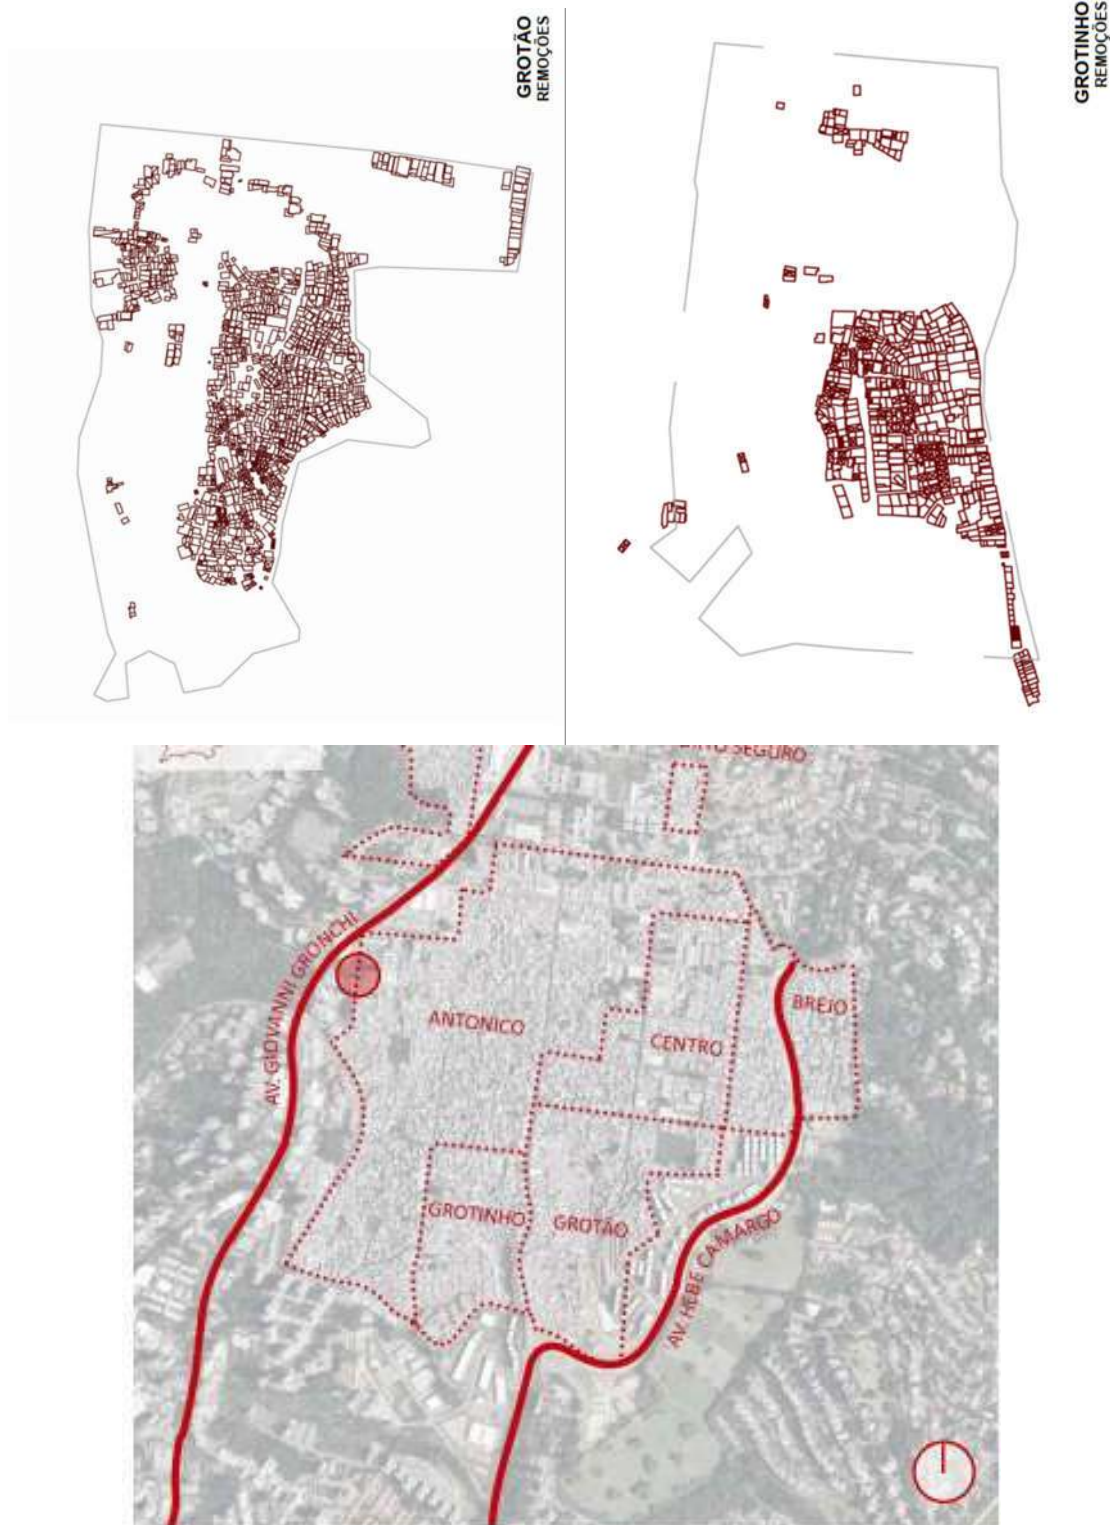 GROTÃO
REMOÇÕES
GROTINHO
REMOÇÕES
SEGURO
AV. GIOVANNI GRONCHI
ANTONICO
CENTRO
BREJO
GROTINHO
GROTÃO
AV. HEBE CAMARGO